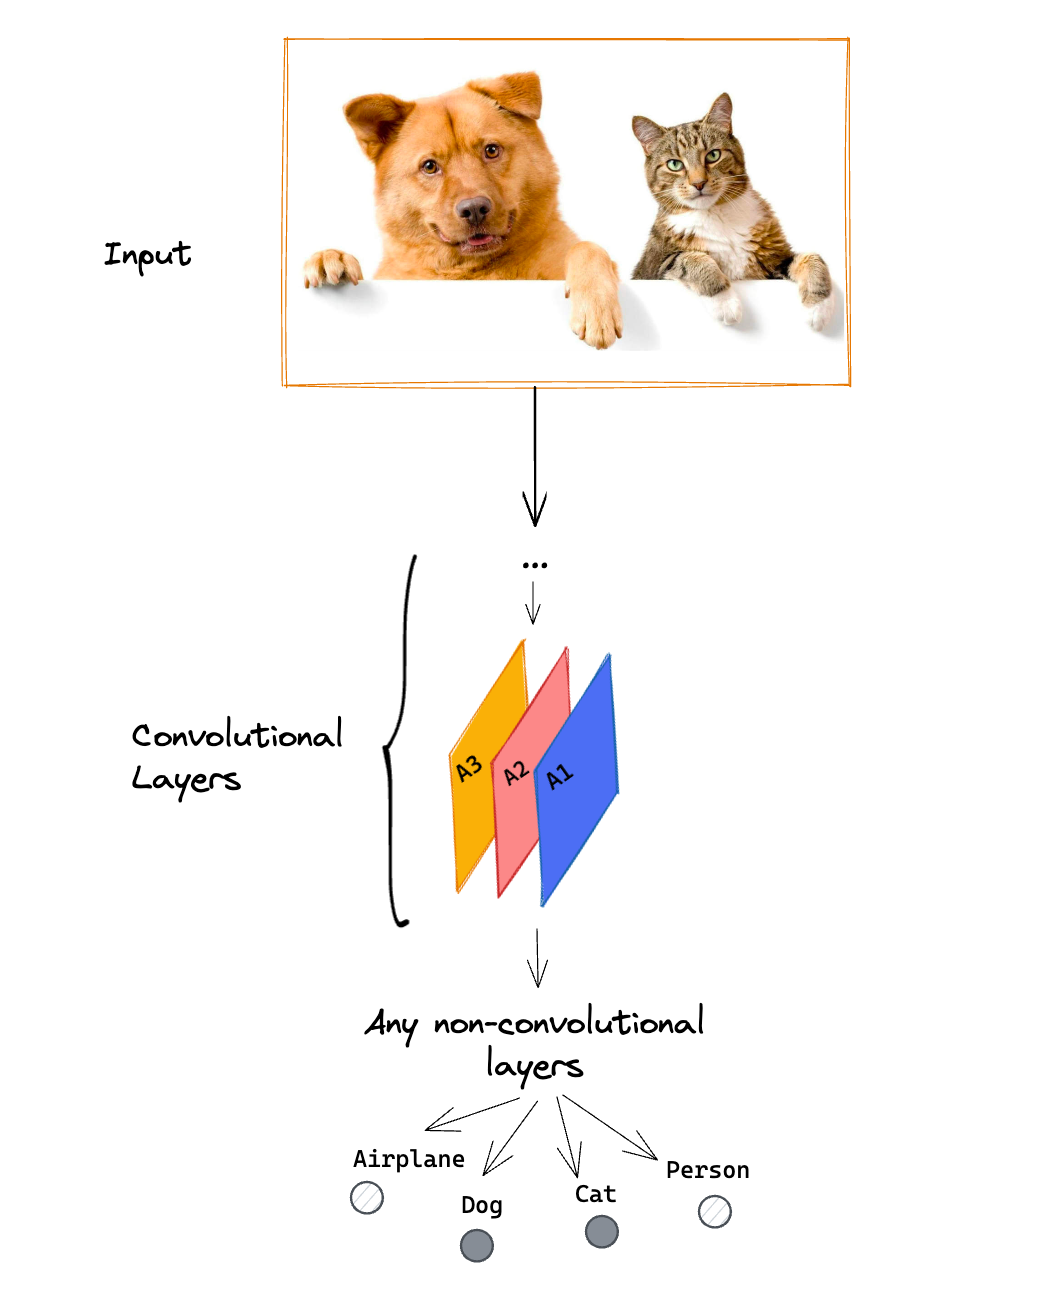 Input
...
Convolutional
Layers
A3
A2
A1
Any non-convolutional
layers
Airplane
Dog
Cat
Person